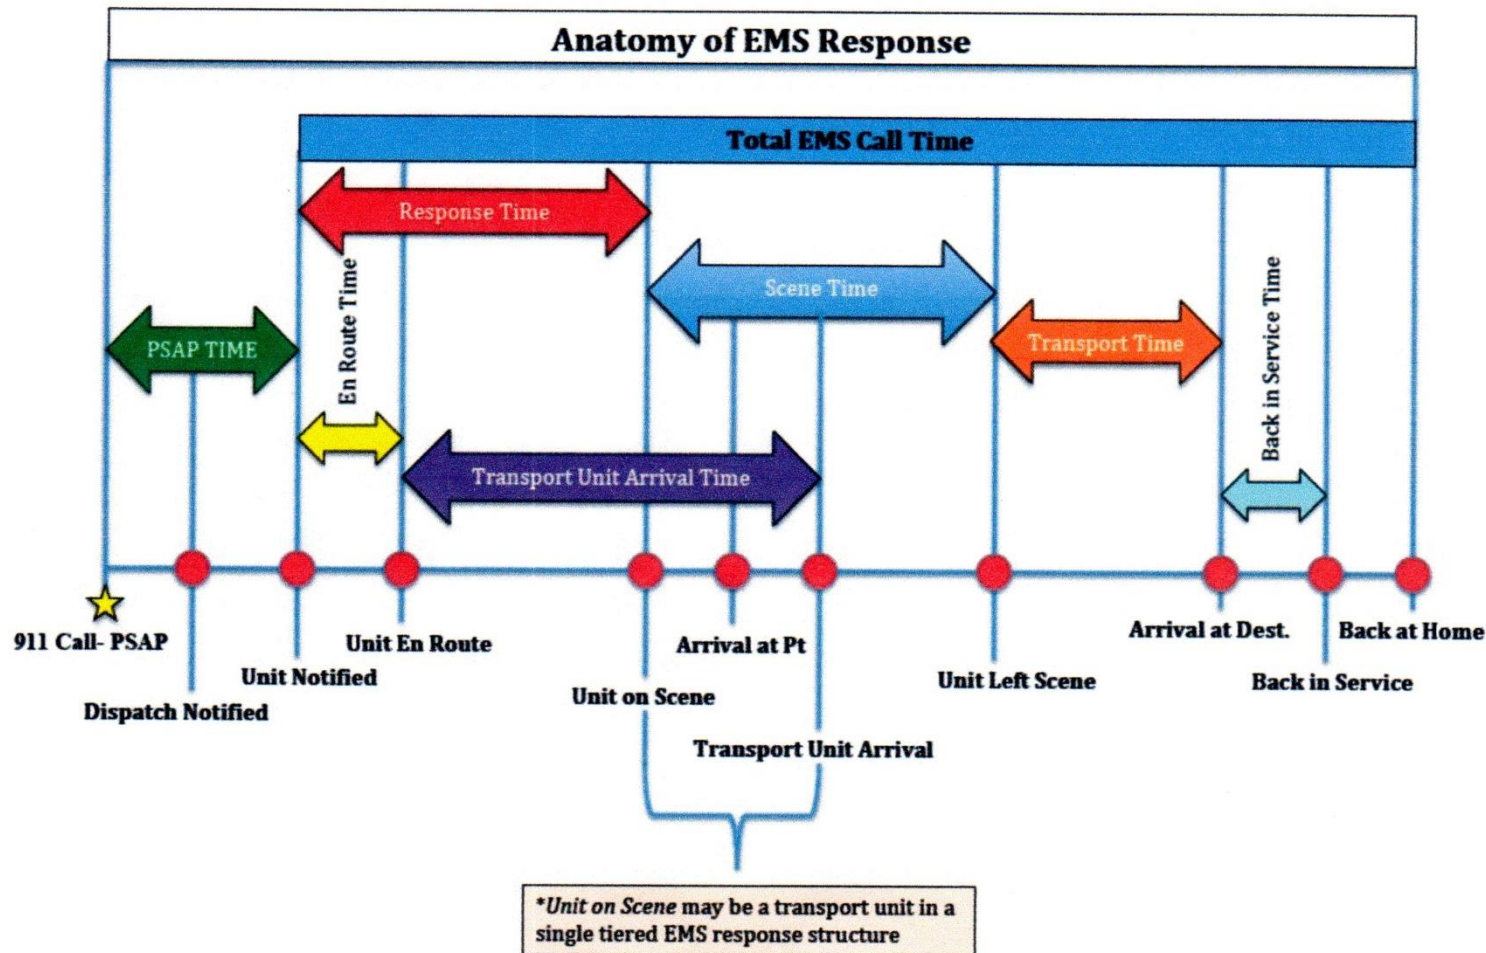 Anatomy of EMS Response
Total EMS Call Time
Response Time
Scene Time
En Route Time
Back in Service Time
PSAP TIME
Transport Time
Transport Unit Arrival Time
911 Call- PSAP
Unit En Route
Arrival at Pt
Arrival at Dest.
Back at Home
Unit Notified
Unit on Scene
Unit Left Scene
Back in Service
Dispatch Notified
Transport Unit Arrival
*Unit on Scene may be a transport unit in a
single tiered EMS response structure